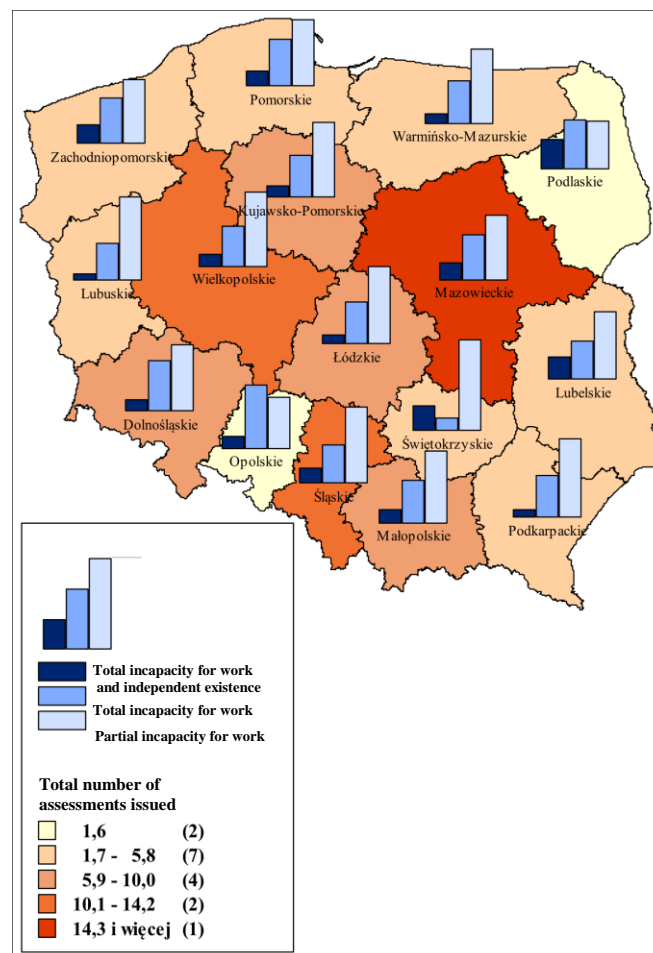 Pomorskie
Warmińsko-Mazurskie
Zachodniopomorskie
Podlaskie
Kujawsko-Pomorskie
Wielkopolskie
Lubuskie
Mazowieckie
Łódzkie
Lubelskie
Dolnośląskie
Świętokrzyskie
Opolskie
Śląskie
Małopolskie
Podkarpackie
Total incapacity for work
and independent existence
Total incapacity for work
Partial incapacity for work
Total number of
assessments issued
1,6 (2)
1,7 - 5,8 (7)
5,9 - 10,0 (4)
10,1 - 14,2 (2)
14,3 i więcej (1)